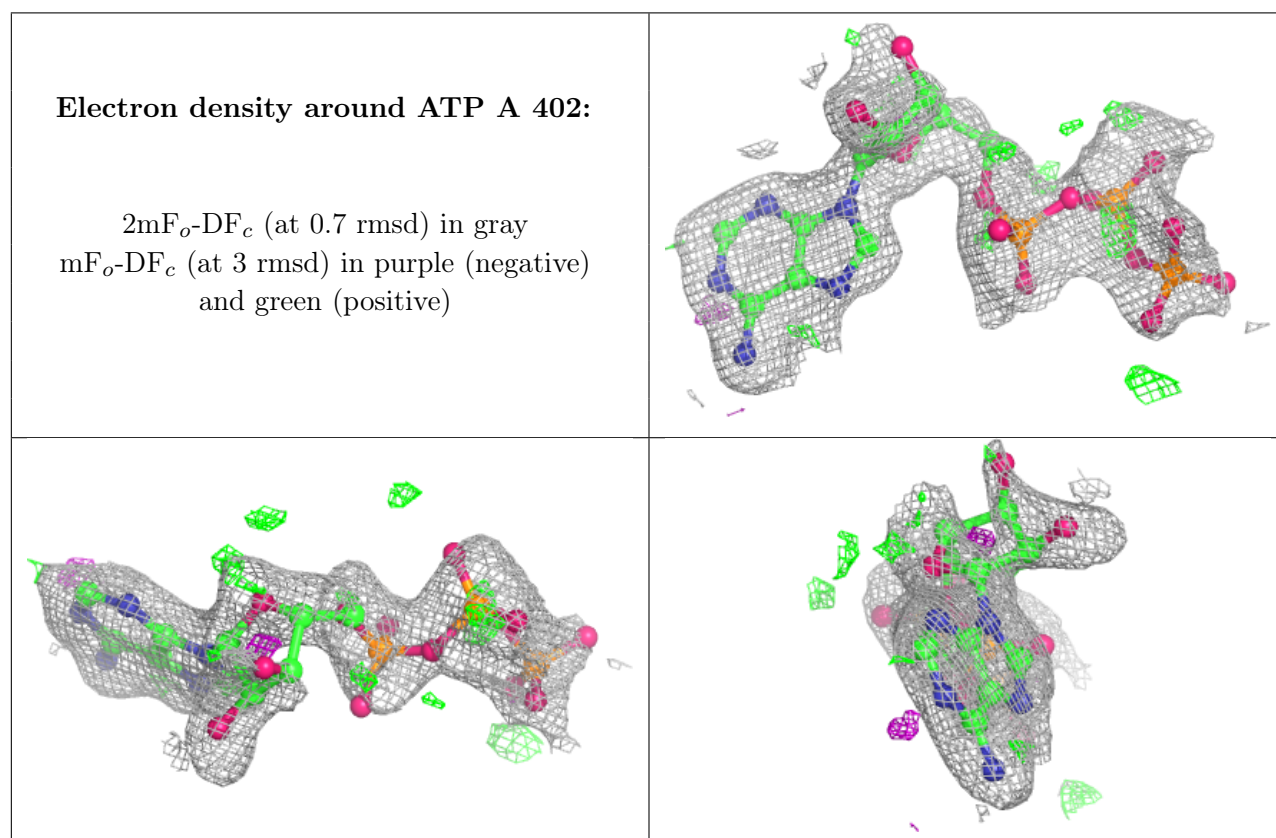 Electron density around ATP A 402:
2mFo-DFc (at 0.7 rmsd) in gray
mFo-DFc (at 3 rmsd) in purple (negative)
and green (positive)